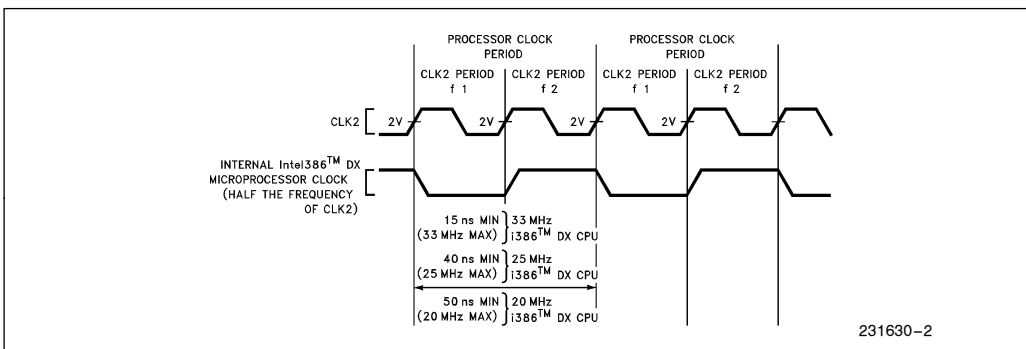 PROCESSOR CLOCK
PERIOD
PROCESSOR CLOCK
PERIOD
CLK2 PERIOD
f 1
CLK2 PERIOD
f 2
CLK2 PERIOD
f 1
CLK2 PERIOD
f 2
CLK2
2V
2V
2V
2V
INTERNAL Intel386™ DX
MICROPROCESSOR CLOCK
(HALF THE FREQUENCY
OF CLK2)
15 ns MIN
(33 MHz MAX)
33 MHz
i386™ DX CPU
40 ns MIN
(25 MHz MAX)
25 MHz
i386™ DX CPU
50 ns MIN
(20 MHz MAX)
20 MHz
i386™ DX CPU
231630–2